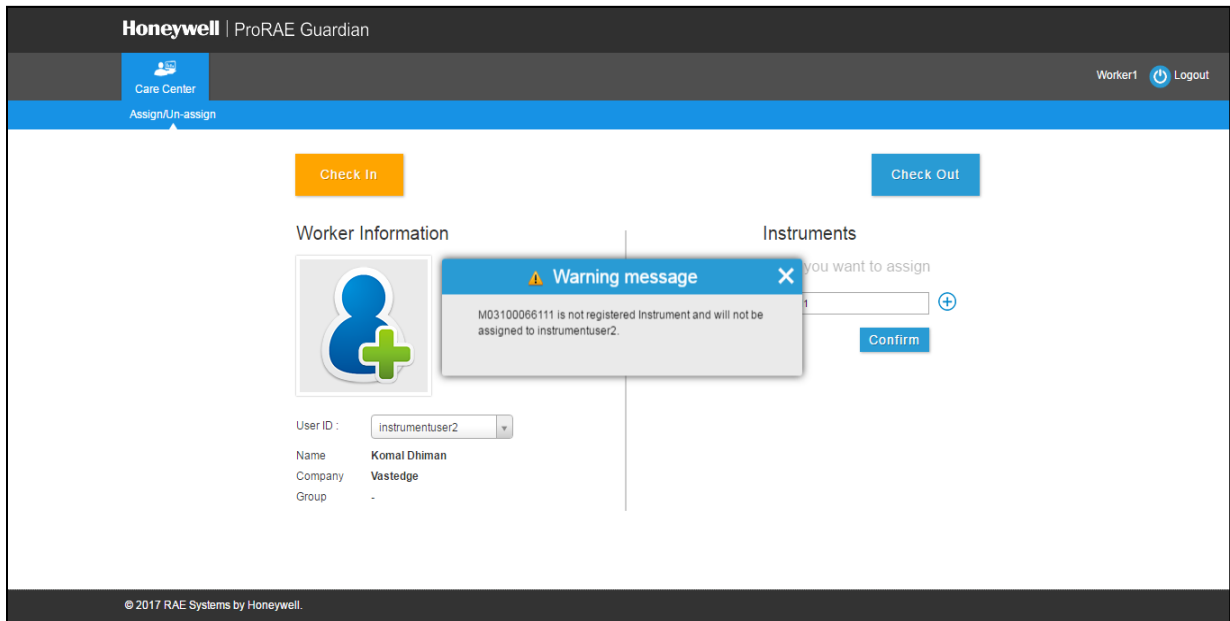 Honeywell | ProRAE Guardian
Care Center
Worker1 Logout
Assign/Un-assign
Check In
Check Out
Worker Information
Instruments
you want to assign
Warning message
M03100066111 is not registered Instrument and will not be
assigned to instrumentuser2.
1
Confirm
User ID : instrumentuser2
Name Komal Dhiman
Company Vastedge
Group -
© 2017 RAE Systems by Honeywell.